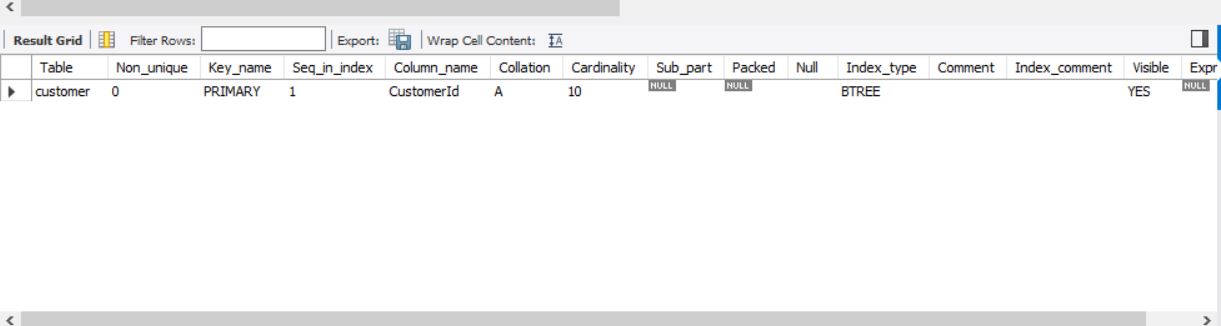 Result Grid Filter Rows: Export: Wrap Cell Content: IA
Table Non_unique Key_name Seq_in_index Column_name Collation Cardinality Sub_part Packed Null Index_type Comment Index_comment Visible Expr
customer 0 PRIMARY 1 CustomerId A 10 NULL NULL BTREE YES NULL